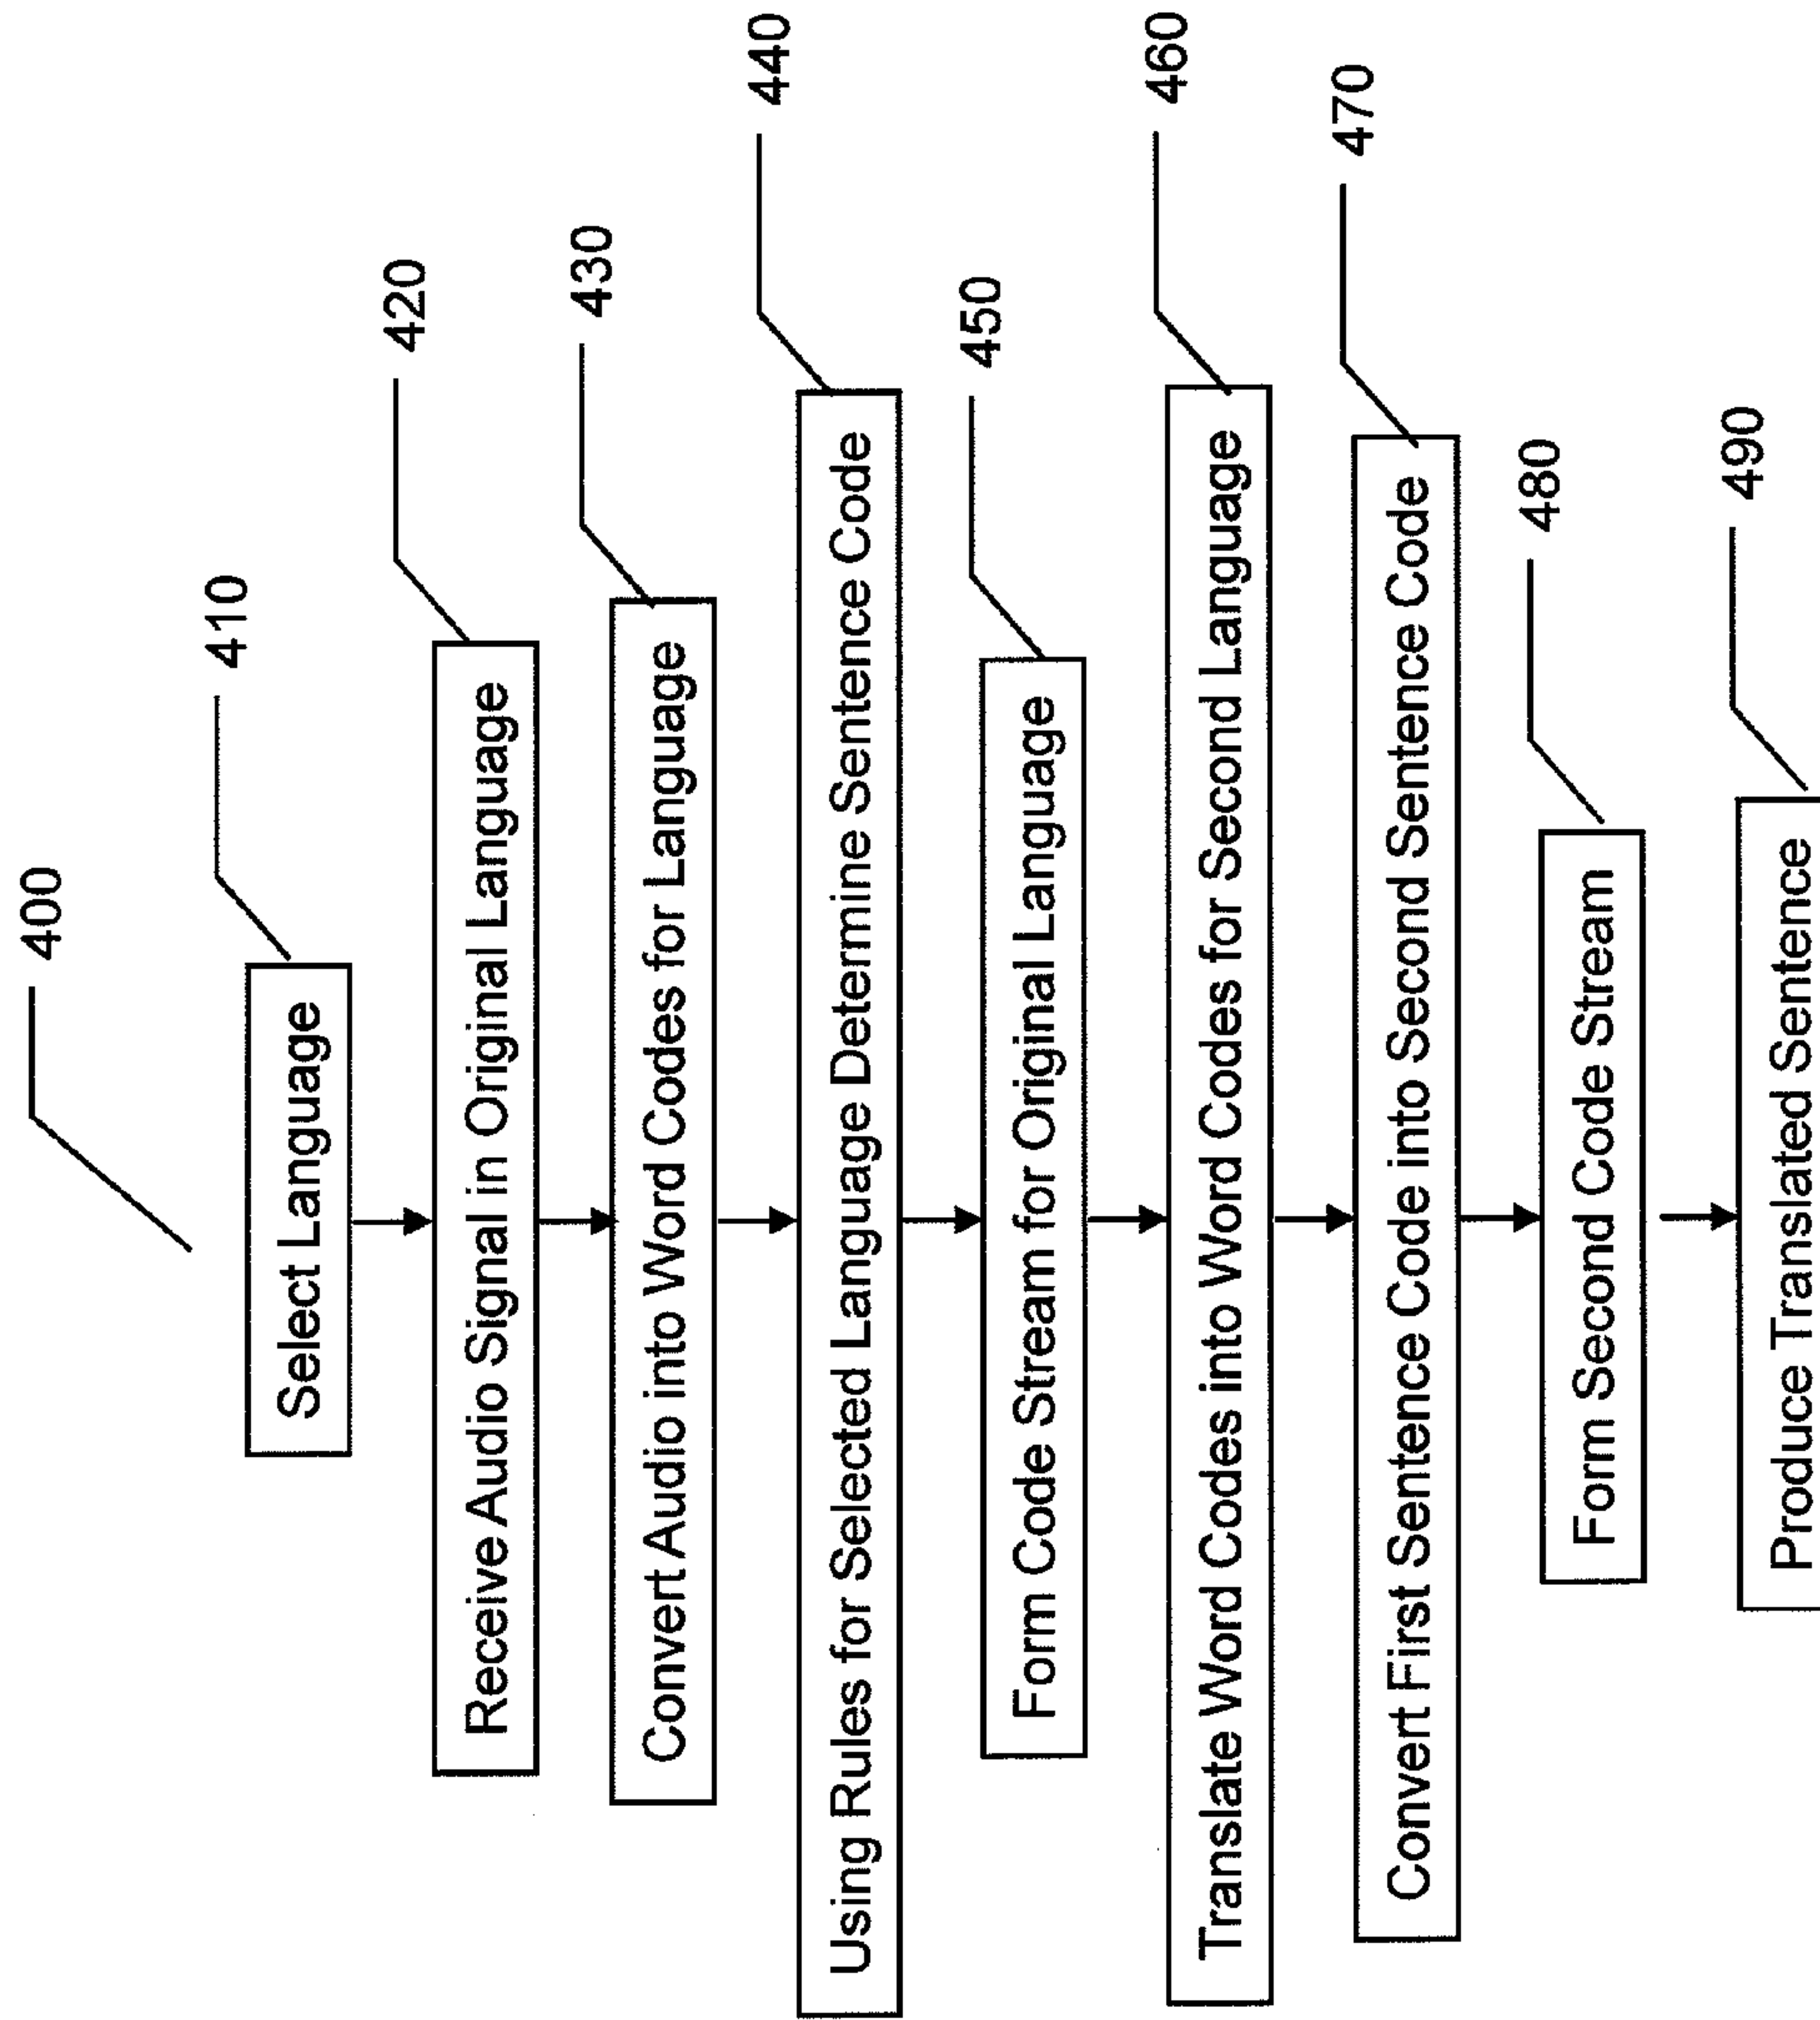 400
410
Select Language
420
Receive Audio Signal in Original Language
430
Convert Audio into Word Codes for Language
440
Using Rules for Selected Language Determine Sentence Code
450
Form Code Stream for Original Language
460
Translate Word Codes into Word Codes for Second Language
470
Convert First Sentence Code into Second Sentence Code
480
Form Second Code Stream
490
Produce Translated Sentence